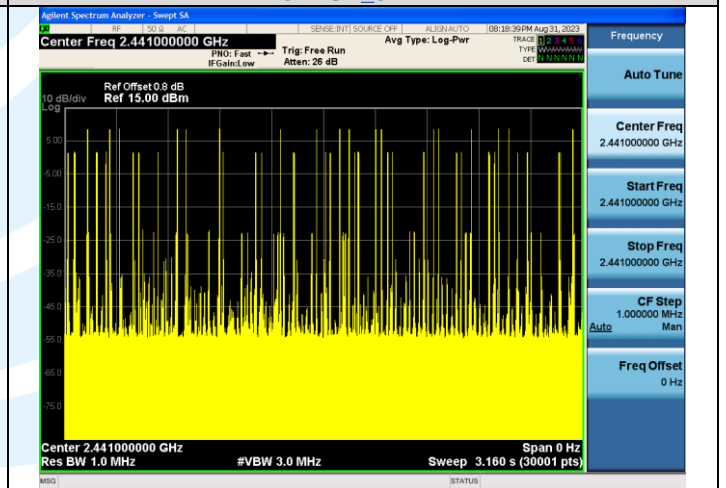 Agilent Spectrum Analyzer - Swept SA
RF 50 Ω AC SENSE:INT SOURCE OFF ALIGN AUTO 08:18:39 PM Aug 31, 2023
Center Freq 2.441000000 GHz
PNO: Fast
IFGain:Low
Trig: Free Run
Atten: 26 dB
Avg Type: Log-Pwr
TRACE 1 2 3 4 5 6
TYPE
DET N N N N N N
Ref Offset 0.8 dB
10 dB/div Ref 15.00 dBm
Log
5.00
-5.00
-15.0
-25.0
-35.0
-45.0
-55.0
-65.0
-75.0
Center 2.441000000 GHz Span 0 Hz
Res BW 1.0 MHz #VBW 3.0 MHz Sweep 3.160 s (30001 pts)
MSG STATUS
Frequency
Auto Tune
Center Freq
2.441000000 GHz
Start Freq
2.441000000 GHz
Stop Freq
2.441000000 GHz
CF Step
1.000000 MHz
Auto Man
Freq Offset
0 Hz